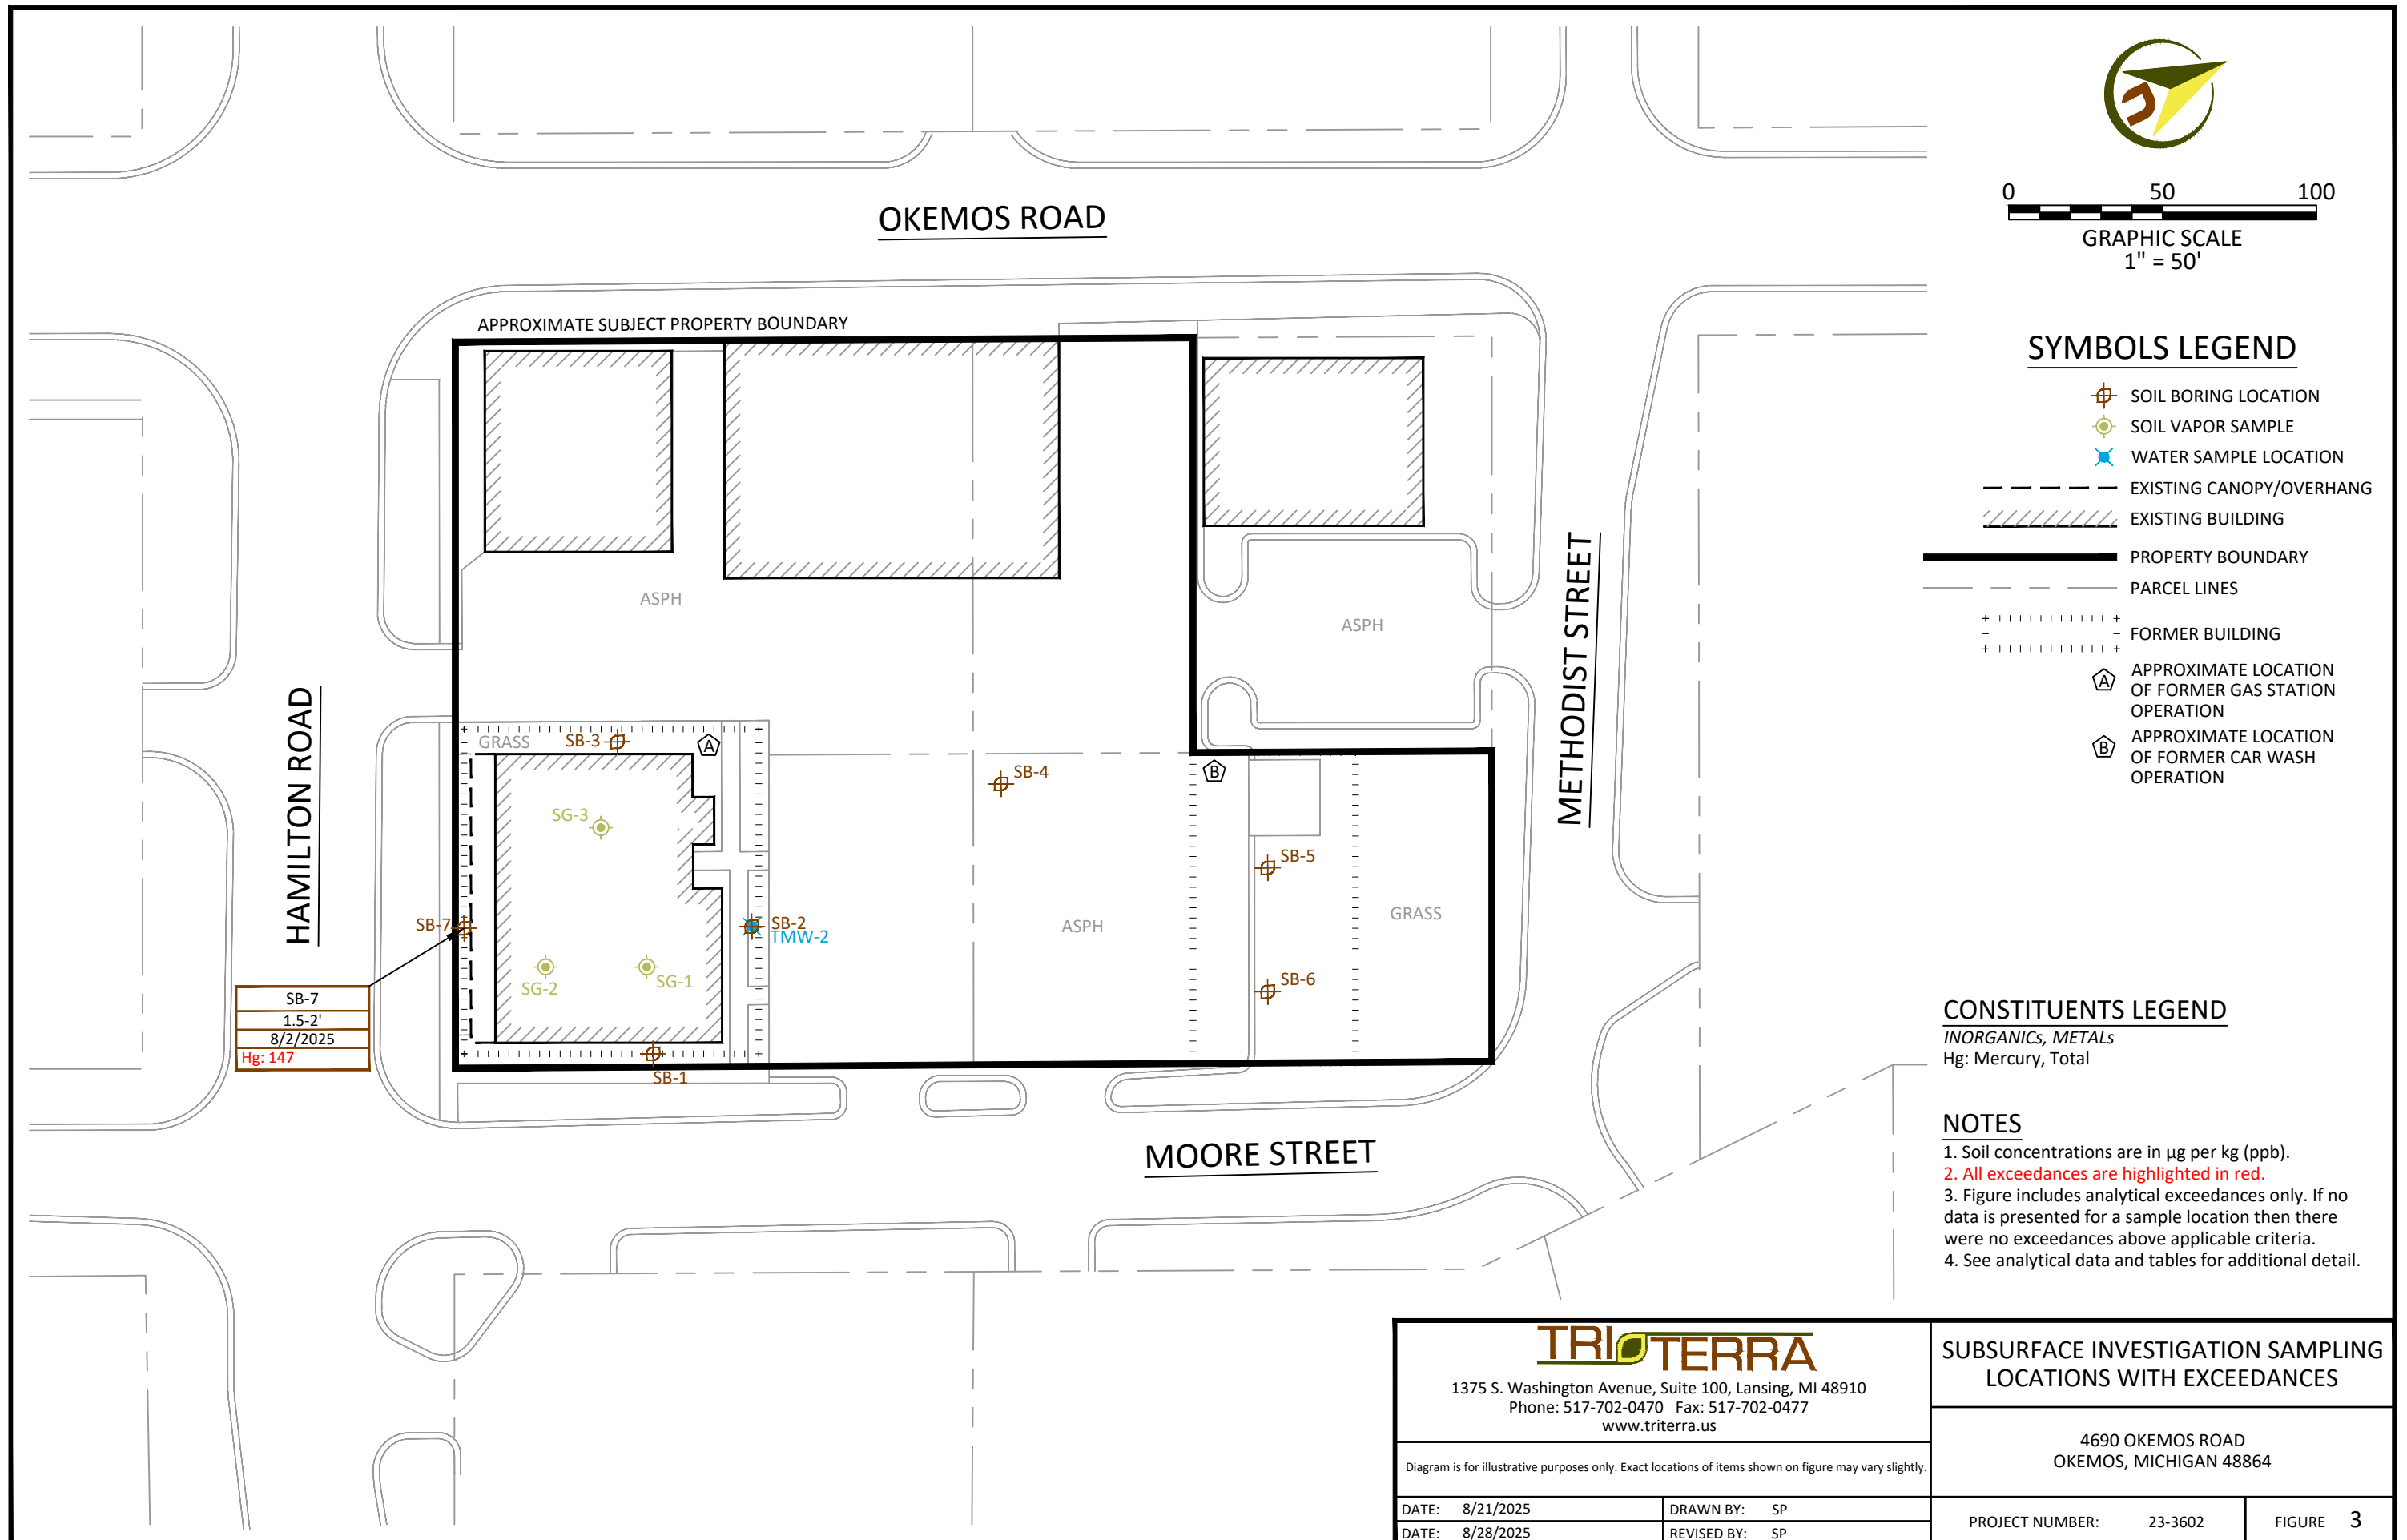 OKEMOS ROAD
APPROXIMATE SUBJECT PROPERTY BOUNDARY
ASPH
ASPH
HAMILTON ROAD
METHODIST STREET
GRASS
SB-3
A
SB-4
B
SG-3
SB-5
SB-7
SB-2
TMW-2
ASPH
GRASS
SG-2
SG-1
SB-6
SB-1
SB-7
1.5-2'
8/2/2025
Hg: 147
MOORE STREET
0 50 100
GRAPHIC SCALE
1" = 50'
SYMBOLS LEGEND
SOIL BORING LOCATION
SOIL VAPOR SAMPLE
WATER SAMPLE LOCATION
EXISTING CANOPY/OVERHANG
EXISTING BUILDING
PROPERTY BOUNDARY
PARCEL LINES
FORMER BUILDING
A APPROXIMATE LOCATION
OF FORMER GAS STATION
OPERATION
B APPROXIMATE LOCATION
OF FORMER CAR WASH
OPERATION
CONSTITUENTS LEGEND
INORGANICs, METALs
Hg: Mercury, Total
NOTES
1. Soil concentrations are in µg per kg (ppb).
2. All exceedances are highlighted in red.
3. Figure includes analytical exceedances only. If no
data is presented for a sample location then there
were no exceedances above applicable criteria.
4. See analytical data and tables for additional detail.
TRITERRA
1375 S. Washington Avenue, Suite 100, Lansing, MI 48910
Phone: 517-702-0470 Fax: 517-702-0477
www.triterra.us
Diagram is for illustrative purposes only. Exact locations of items shown on figure may vary slightly.
DATE: 8/21/2025 DRAWN BY: SP
DATE: 8/28/2025 REVISED BY: SP
SUBSURFACE INVESTIGATION SAMPLING
LOCATIONS WITH EXCEEDANCES
4690 OKEMOS ROAD
OKEMOS, MICHIGAN 48864
PROJECT NUMBER: 23-3602 FIGURE 3